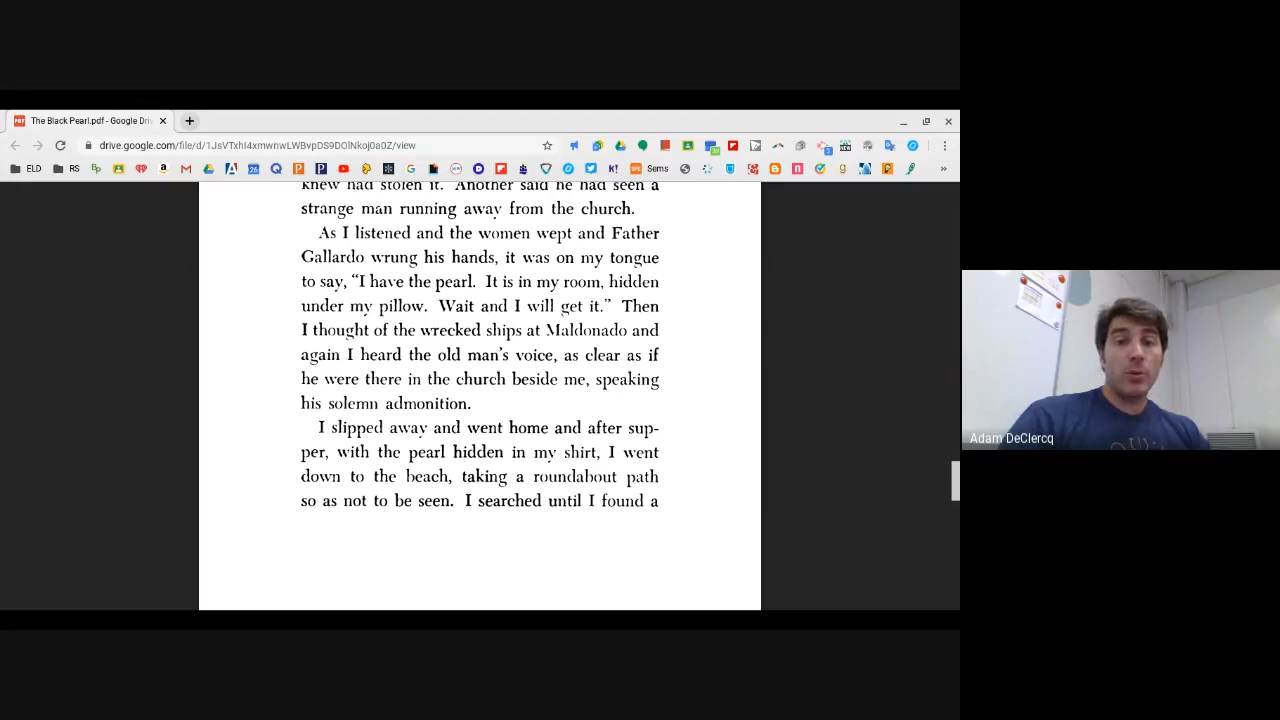 The Black Pearl.pdf - Google Driv
drive.google.com/file/d/1JsVTxhI4xmwnwLWBvpDS9DOlNkoj0a0Z/view
ELD RS Sems »
knew had stolen it. Another said he had seen a
strange man running away from the church.
As I listened and the women wept and Father
Gallardo wrung his hands, it was on my tongue
to say, “I have the pearl. It is in my room, hidden
under my pillow. Wait and I will get it.” Then
I thought of the wrecked ships at Maldonado and
again I heard the old man’s voice, as clear as if
he were there in the church beside me, speaking
his solemn admonition.
I slipped away and went home and after sup-
per, with the pearl hidden in my shirt, I went
down to the beach, taking a roundabout path
so as not to be seen. I searched until I found a
Adam DeClercq